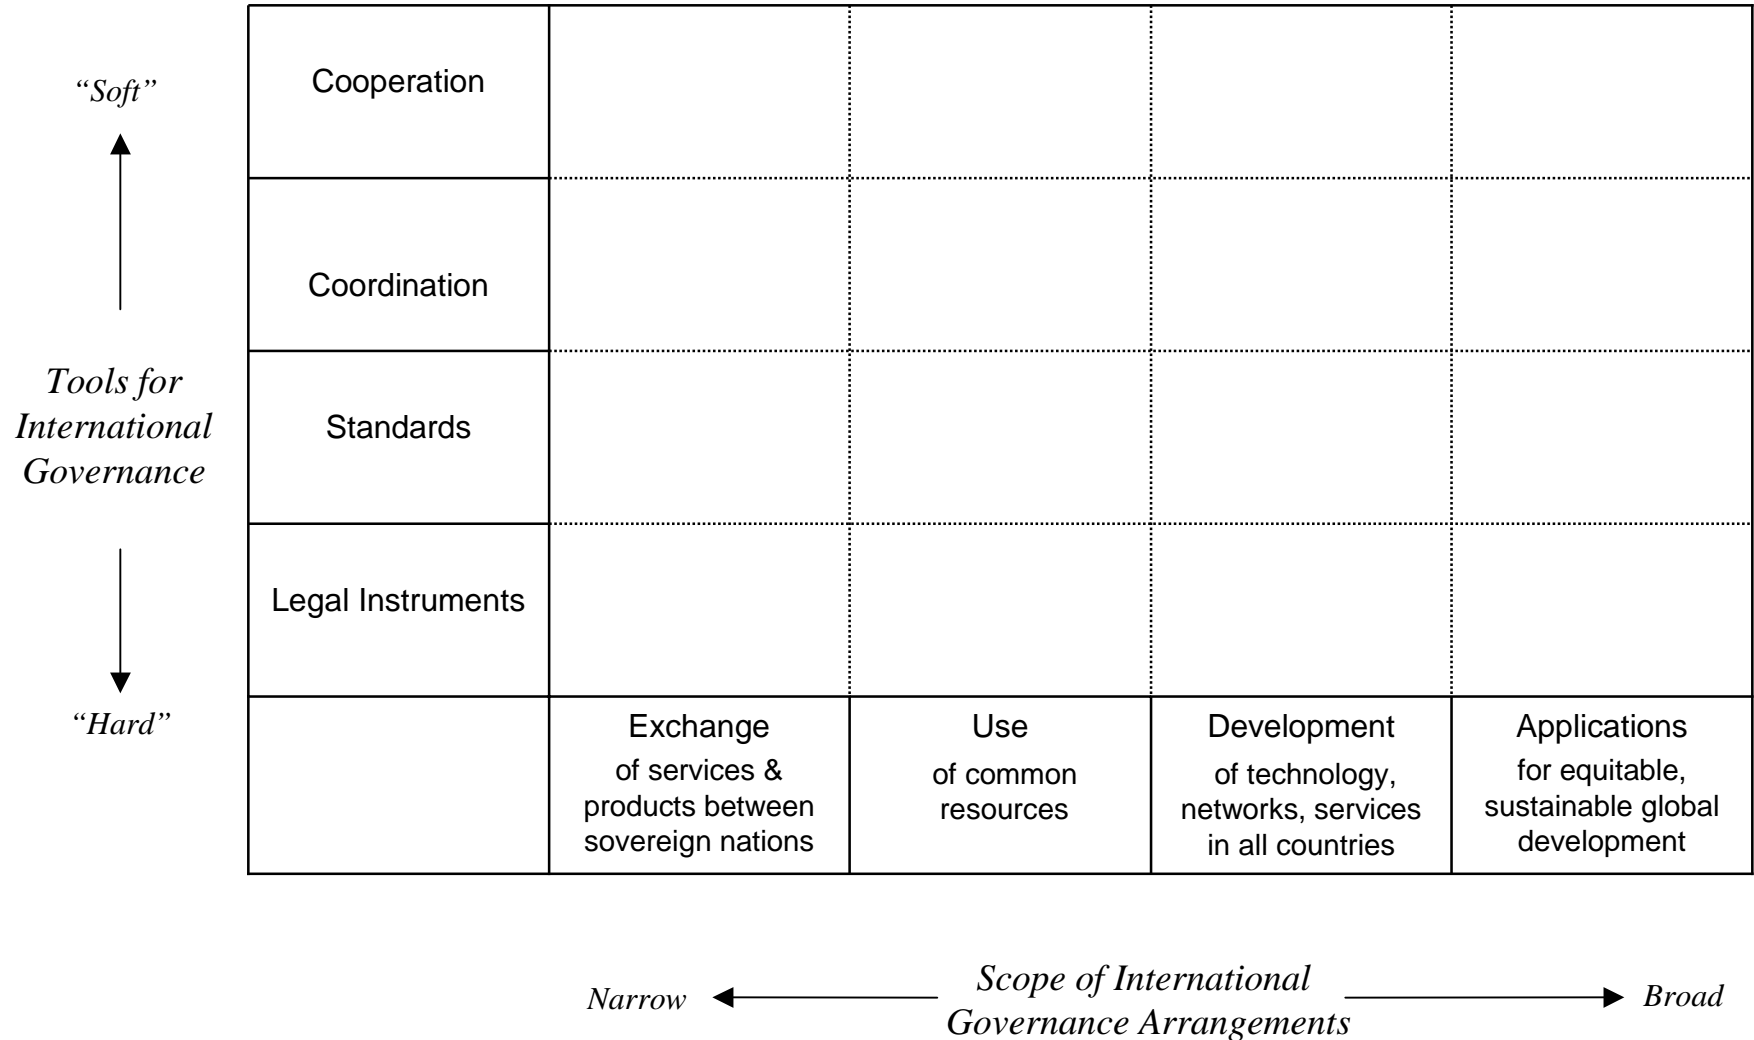 “Soft”
Cooperation
Coordination
Tools for
International
Governance
Standards
Legal Instruments
“Hard”
Exchange
of services &
products between
sovereign nations
Use
of common
resources
Development
of technology,
networks, services
in all countries
Applications
for equitable,
sustainable global
development
Narrow
Scope of International
Governance Arrangements
Broad